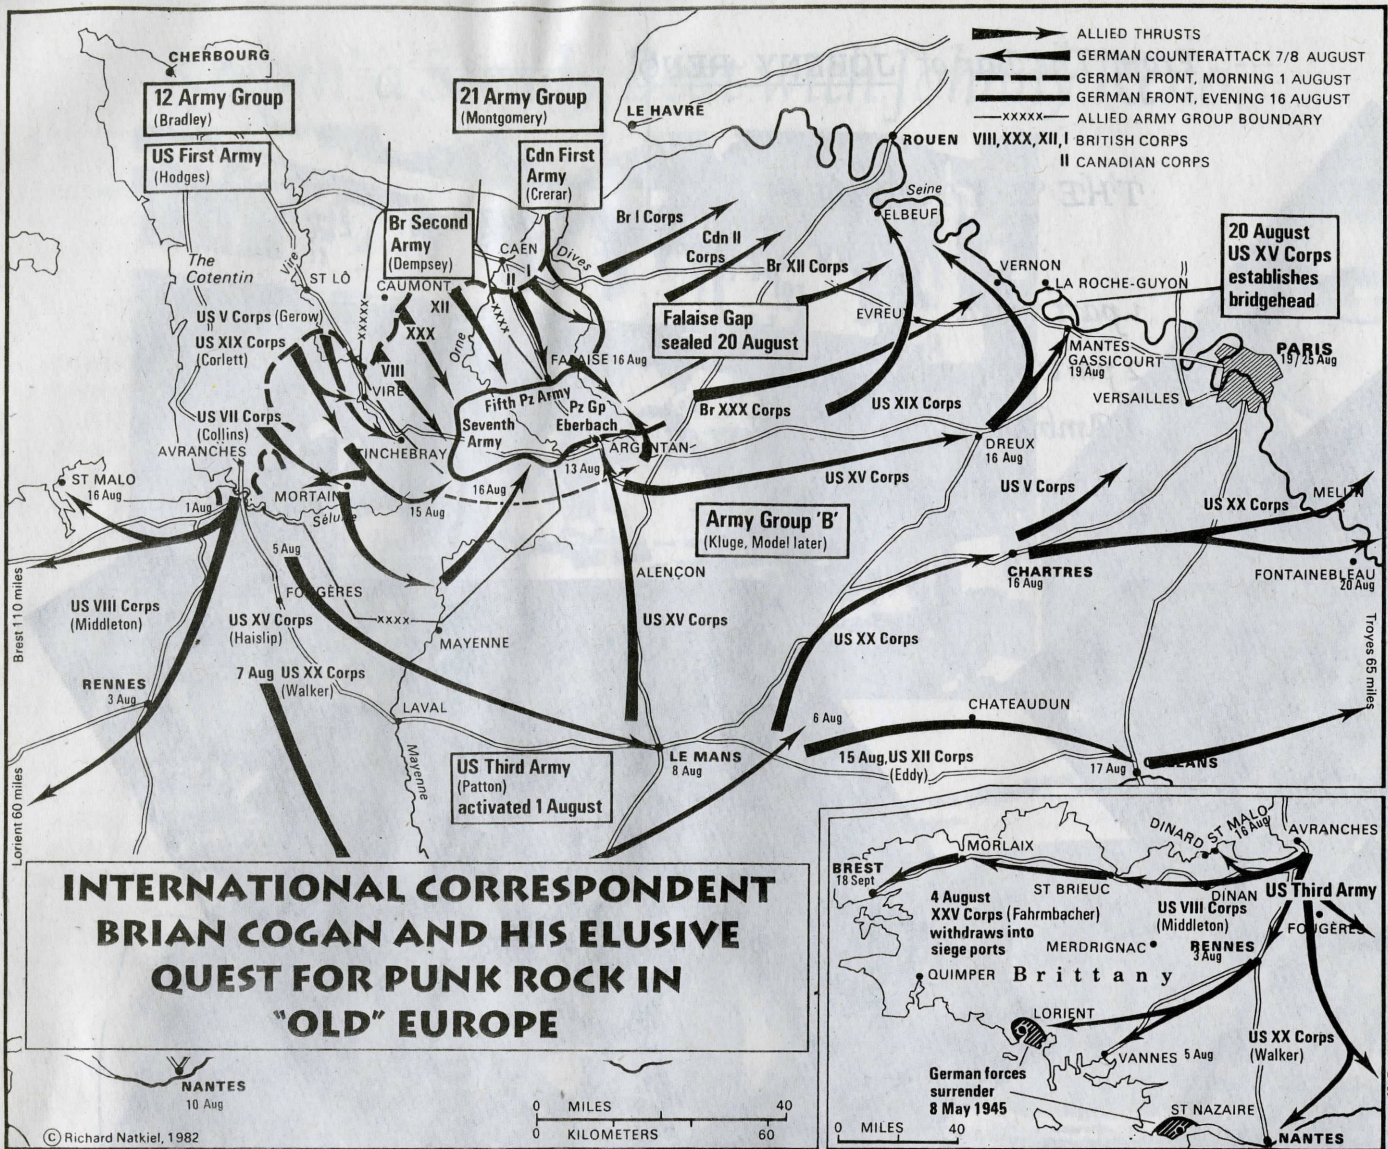 CHERBOURG
12 Army Group
(Bradley)
US First Army
(Hodges)
21 Army Group
(Montgomery)
Cdn First
Army
(Crerar)
Br Second
Army
(Dempsey)
LE HAVRE
ROUEN
Seine
ELBEUF
ALLIED THRUSTS
GERMAN COUNTERATTACK 7/8 AUGUST
GERMAN FRONT, MORNING 1 AUGUST
GERMAN FRONT, EVENING 16 AUGUST
xxxxx ALLIED ARMY GROUP BOUNDARY
VIII, XXX, XII, I BRITISH CORPS
II CANADIAN CORPS
20 August
US XV Corps
establishes
bridgehead
The
Cotentin
Vire
ST LÔ
xxxxx
CAUMONT
CAEN
I
II
Dives
XII
XXX
VIII
xxxxx
Orne
Br I Corps
Cdn II
Corps
Br XII Corps
VERNON
LA ROCHE-GUYON
EVREUX
Falaise Gap
sealed 20 August
MANTES
GASSICOURT
19 Aug
PARIS
19/25 Aug
VERSAILLES
US V Corps (Gerow)
US XIX Corps
(Corlett)
VIRE
FALAISE 16 Aug
Fifth Pz Army
Seventh
Army
Pz Gp
Eberbach
ARGENTAN
13 Aug
Br XXX Corps
US XIX Corps
US VII Corps
(Collins)
AVRANCHES
TINCHEBRAY
DREUX
16 Aug
ST MALO
16 Aug
1 Aug
MORTAIN
Sélune
15 Aug
16 Aug
US XV Corps
US V Corps
US XX Corps
MELUN
Army Group 'B'
(Kluge, Model later)
5 Aug
FOUGÈRES
ALENÇON
CHARTRES
16 Aug
FONTAINEBLEAU
20 Aug
Brest 110 miles
US VIII Corps
(Middleton)
US XV Corps
(Haislip)
xxxx
MAYENNE
US XV Corps
US XX Corps
Troyes 65 miles
7 Aug US XX Corps
(Walker)
RENNES
3 Aug
LAVAL
Mayenne
CHATEAUDUN
6 Aug
LE MANS
8 Aug
15 Aug, US XII Corps
(Eddy)
17 Aug
US Third Army
(Patton)
activated 1 August
Lorient 60 miles
INTERNATIONAL CORRESPONDENT
BRIAN COGAN AND HIS ELUSIVE
QUEST FOR PUNK ROCK IN
"OLD" EUROPE
NANTES
10 Aug
0 MILES 40
0 KILOMETERS 60
© Richard Natkiel, 1982
DINARD
ST MALO
16 Aug
AVRANCHES
MORLAIX
BREST
18 Sept
ST BRIEUC
DINAN
US Third Army
FOUGÈRES
4 August
XXV Corps (Fahrmbacher)
withdraws into
siege ports
US VIII Corps
(Middleton)
MERDRIGNAC
RENNES
3 Aug
QUIMPER
Brittany
LORIENT
VANNES 5 Aug
US XX Corps
(Walker)
German forces
surrender
8 May 1945
ST NAZAIRE
NANTES
0 MILES 40